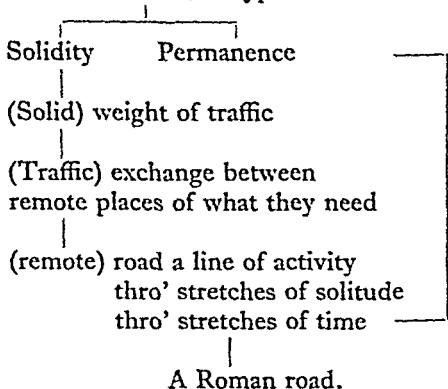 Solidity Permanence
(Solid) weight of traffic
(Traffic) exchange between
remote places of what they need
(remote) road a line of activity
thro' stretches of solitude
thro' stretches of time
A Roman road.